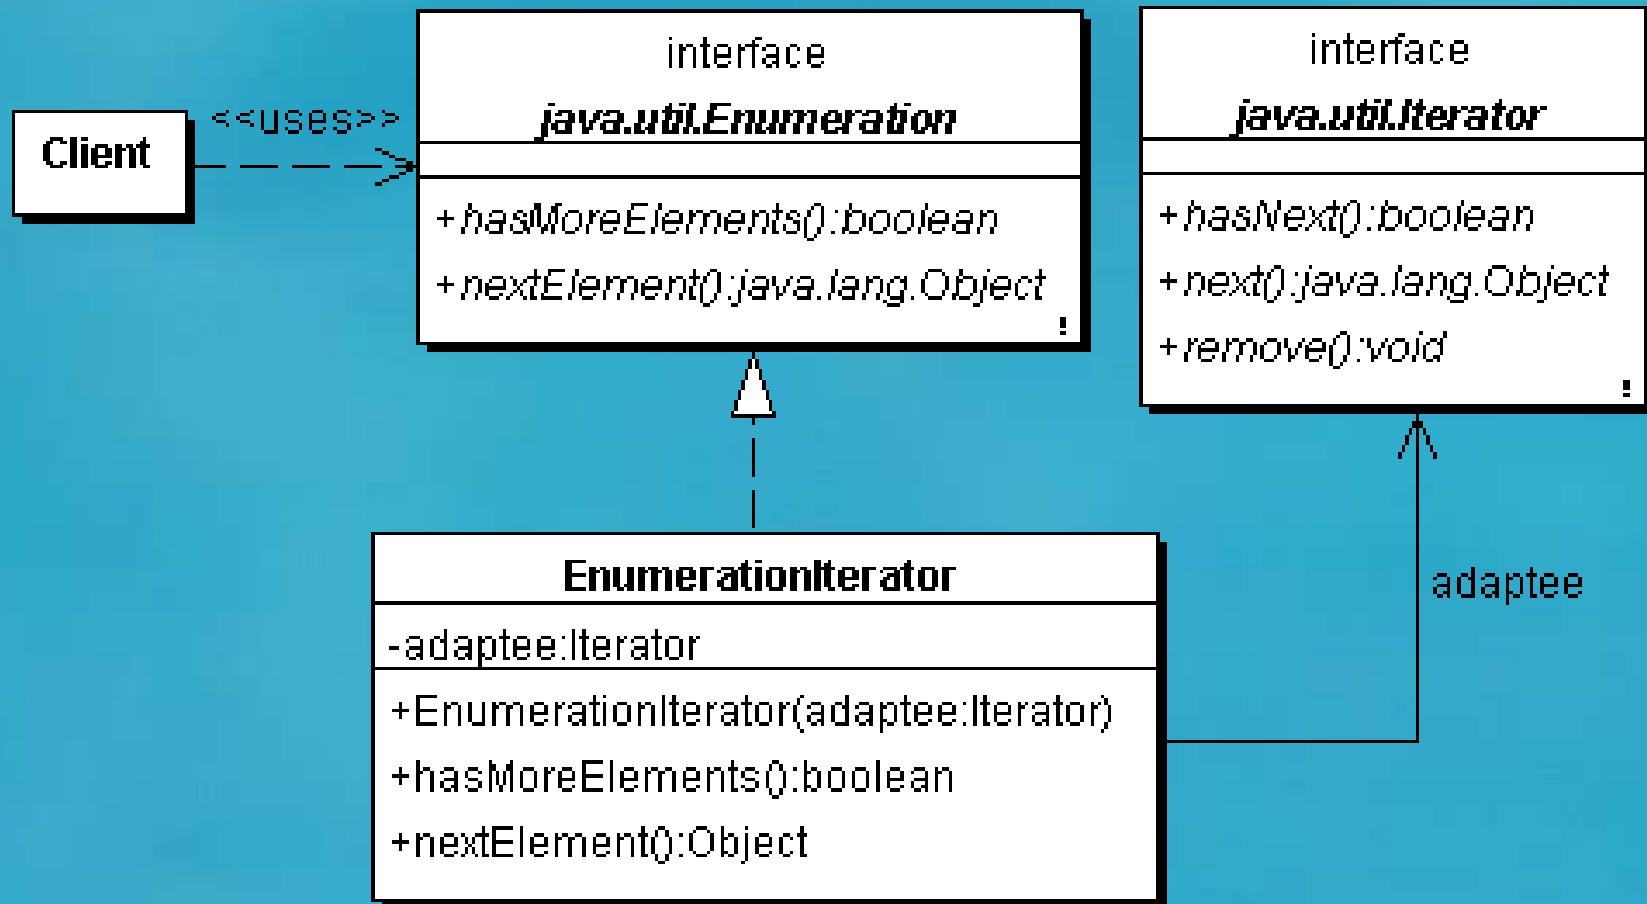 Client
<<uses>>
interface
java.util.Enumeration
+hasMoreElements():boolean
+nextElement():java.lang.Object
!
interface
java.util.Iterator
+hasNext():boolean
+next():java.lang.Object
+remove():void
!
EnumerationIterator
-adaptee:Iterator
+EnumerationIterator(adaptee:Iterator)
+hasMoreElements():boolean
+nextElement():Object
adaptee